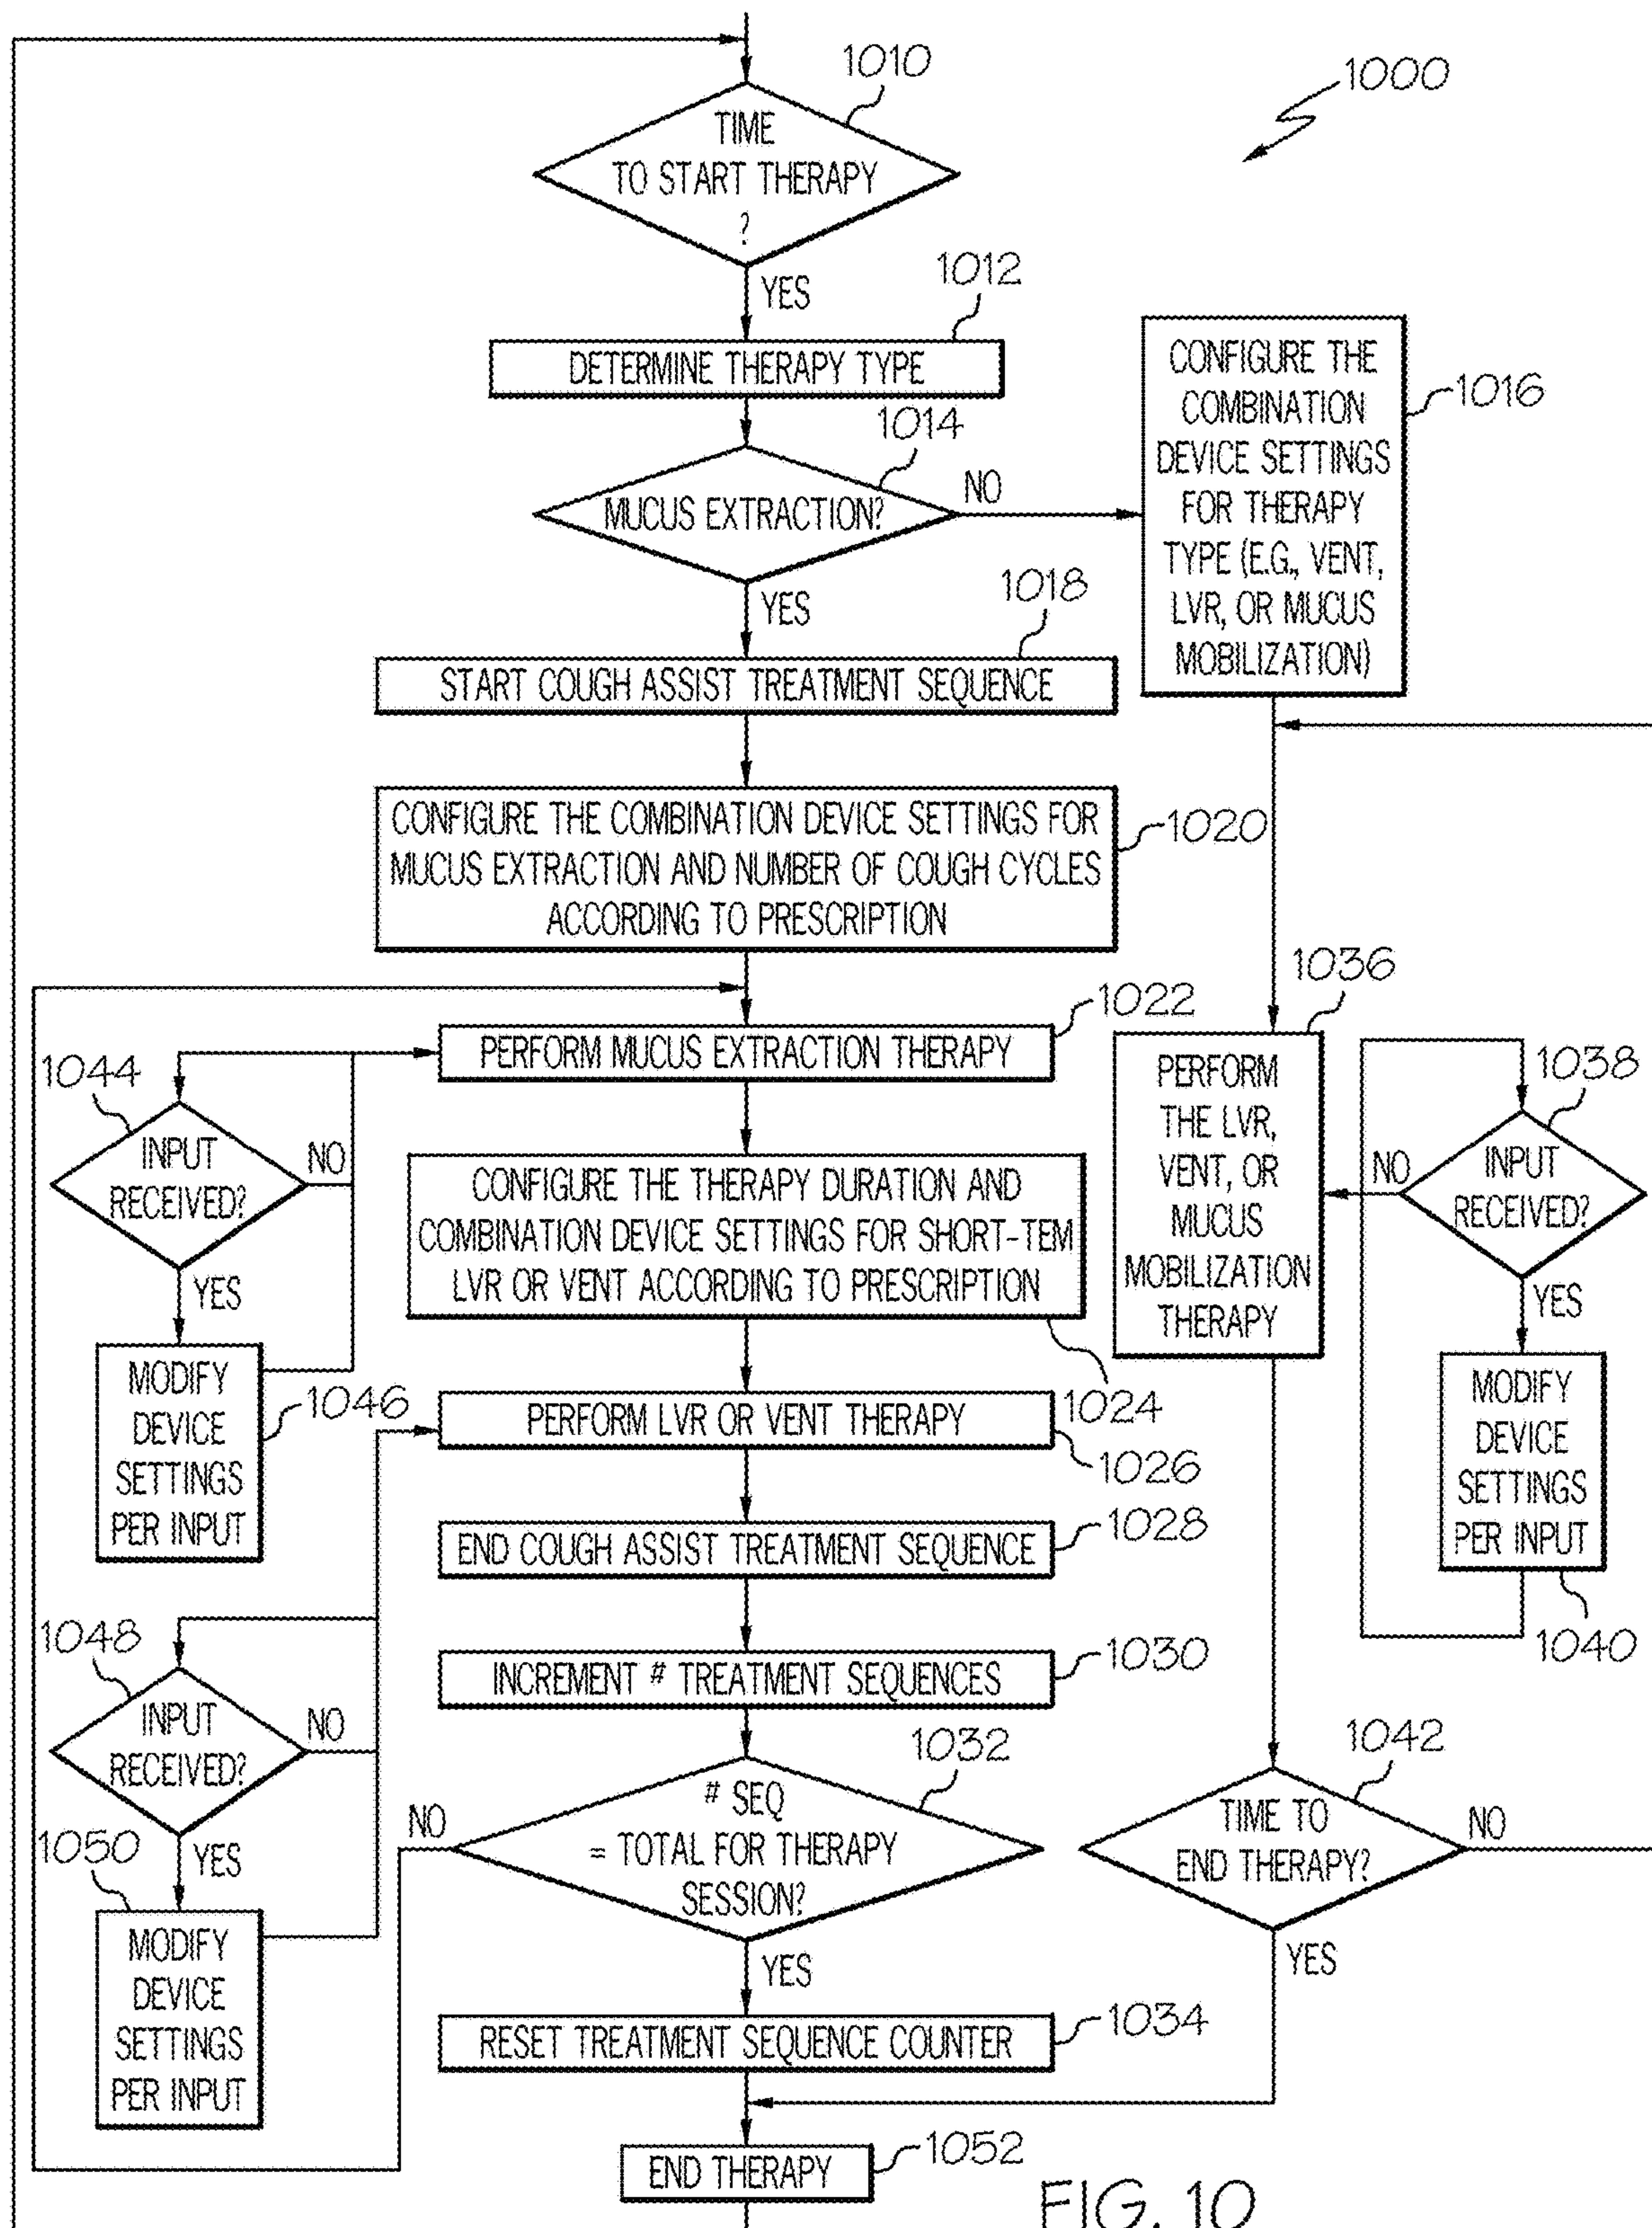 1000
1010
TIME
TO START THERAPY
?
YES
1012
DETERMINE THERAPY TYPE
1014
MUCUS EXTRACTION?
NO
YES
CONFIGURE THE
COMBINATION
DEVICE SETTINGS
FOR THERAPY
TYPE (E.G., VENT,
LVR, OR MUCUS
MOBILIZATION)
1016
1018
START COUGH ASSIST TREATMENT SEQUENCE
CONFIGURE THE COMBINATION DEVICE SETTINGS FOR
MUCUS EXTRACTION AND NUMBER OF COUGH CYCLES
ACCORDING TO PRESCRIPTION
1020
1022
PERFORM MUCUS EXTRACTION THERAPY
1044
INPUT
RECEIVED?
NO
YES
MODIFY
DEVICE
SETTINGS
PER INPUT
1046
CONFIGURE THE THERAPY DURATION AND
COMBINATION DEVICE SETTINGS FOR SHORT-TEM
LVR OR VENT ACCORDING TO PRESCRIPTION
1024
PERFORM LVR OR VENT THERAPY
1026
END COUGH ASSIST TREATMENT SEQUENCE
1028
INCREMENT # TREATMENT SEQUENCES
1030
1048
INPUT
RECEIVED?
NO
YES
1050
MODIFY
DEVICE
SETTINGS
PER INPUT
1032
# SEQ
= TOTAL FOR THERAPY
SESSION?
NO
YES
RESET TREATMENT SEQUENCE COUNTER
1034
1036
PERFORM
THE LVR,
VENT, OR
MUCUS
MOBILIZATION
THERAPY
1038
INPUT
RECEIVED?
NO
YES
MODIFY
DEVICE
SETTINGS
PER INPUT
1040
1042
TIME TO
END THERAPY?
NO
YES
END THERAPY
1052
FIG. 10